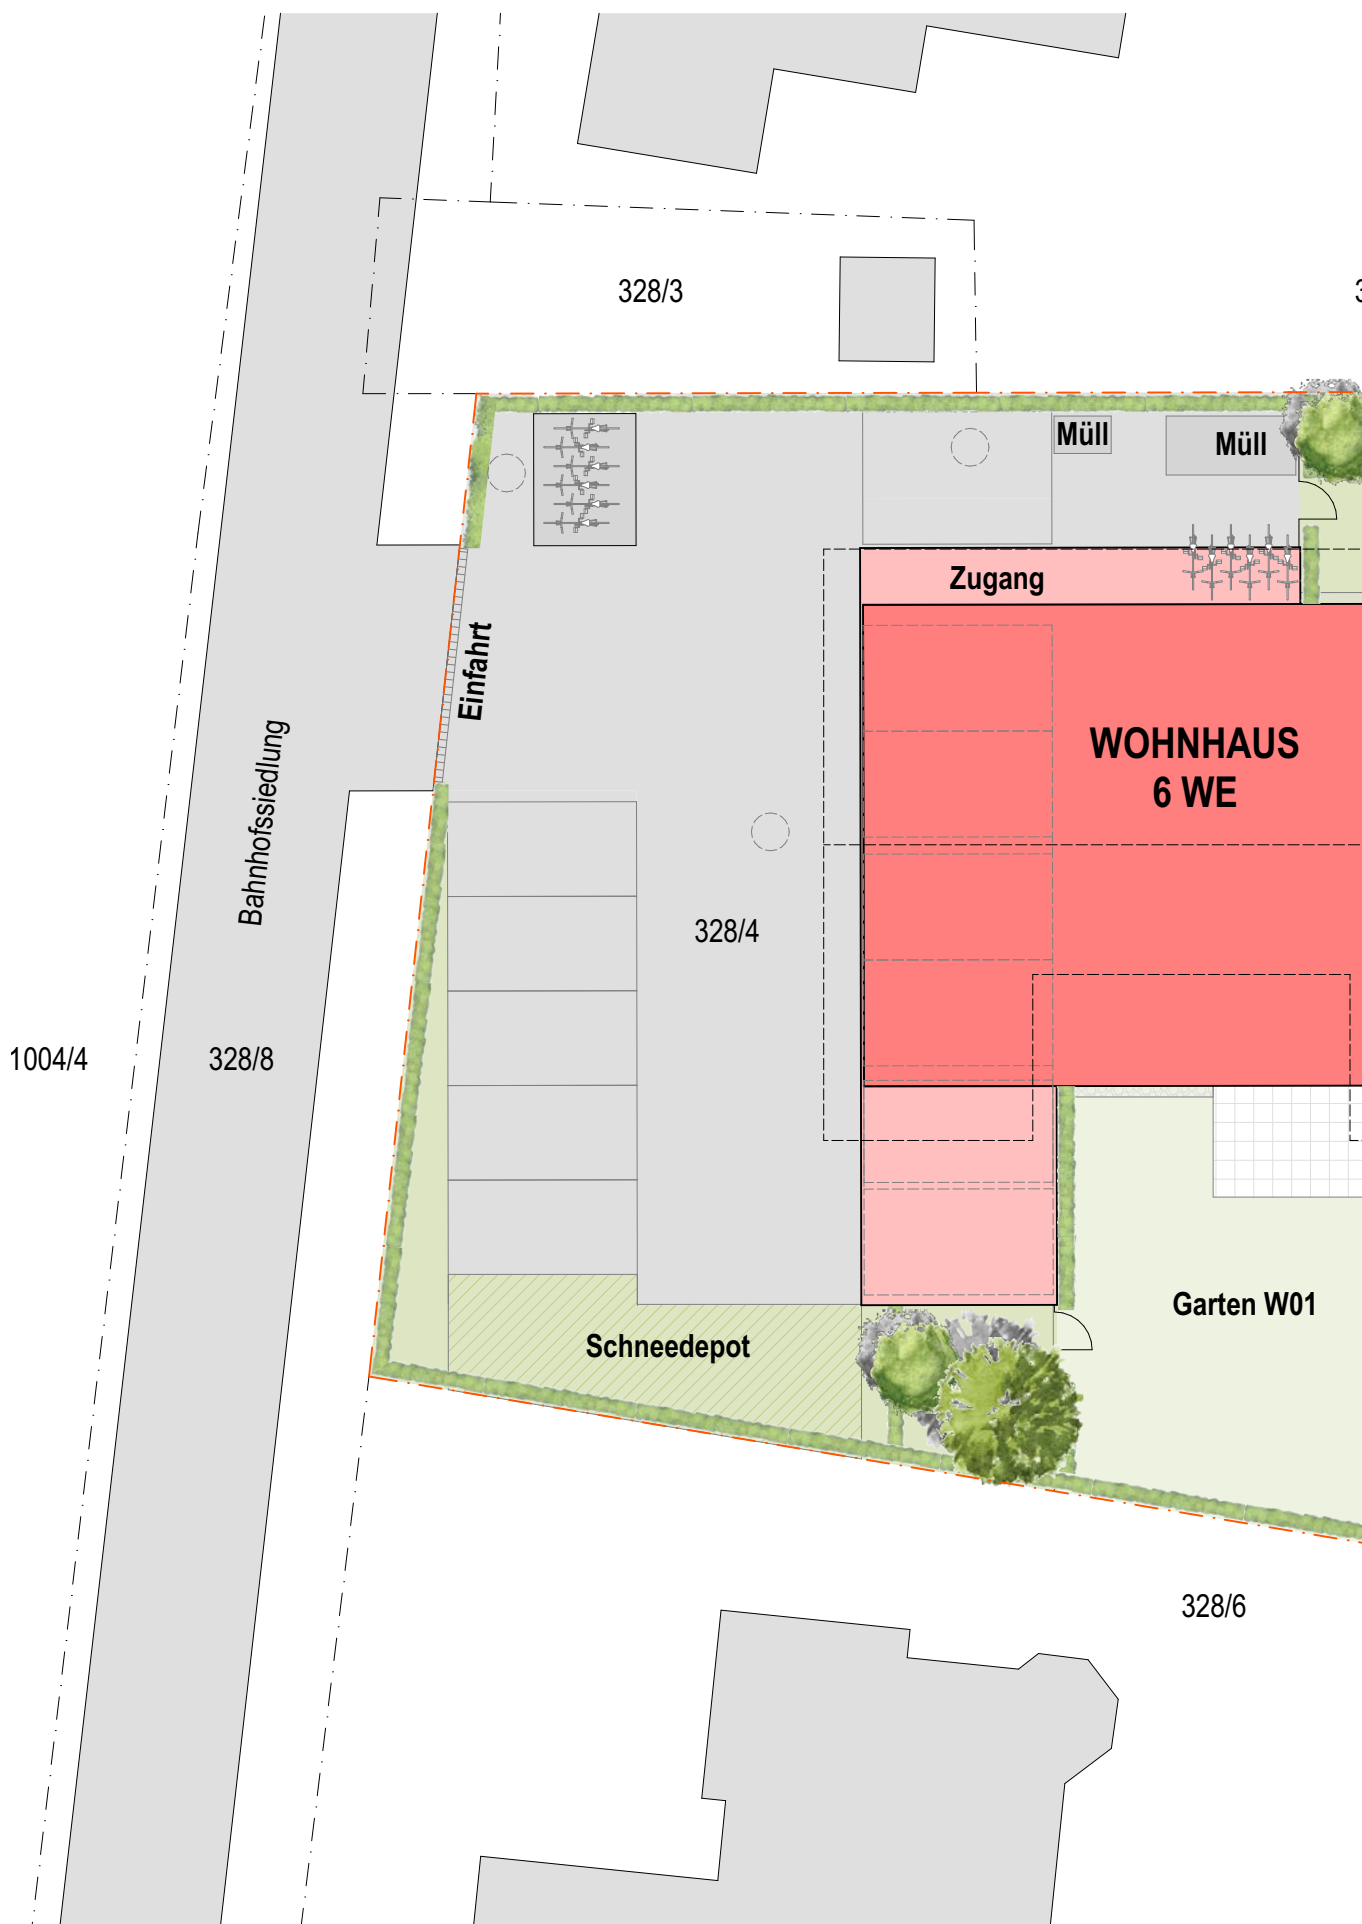 328/3
Müll
Müll
Zugang
Einfahrt
WOHNHAUS
6 WE
Bahnhofssiedlung
328/4
1004/4
328/8
Garten W01
Schneedepot
328/6